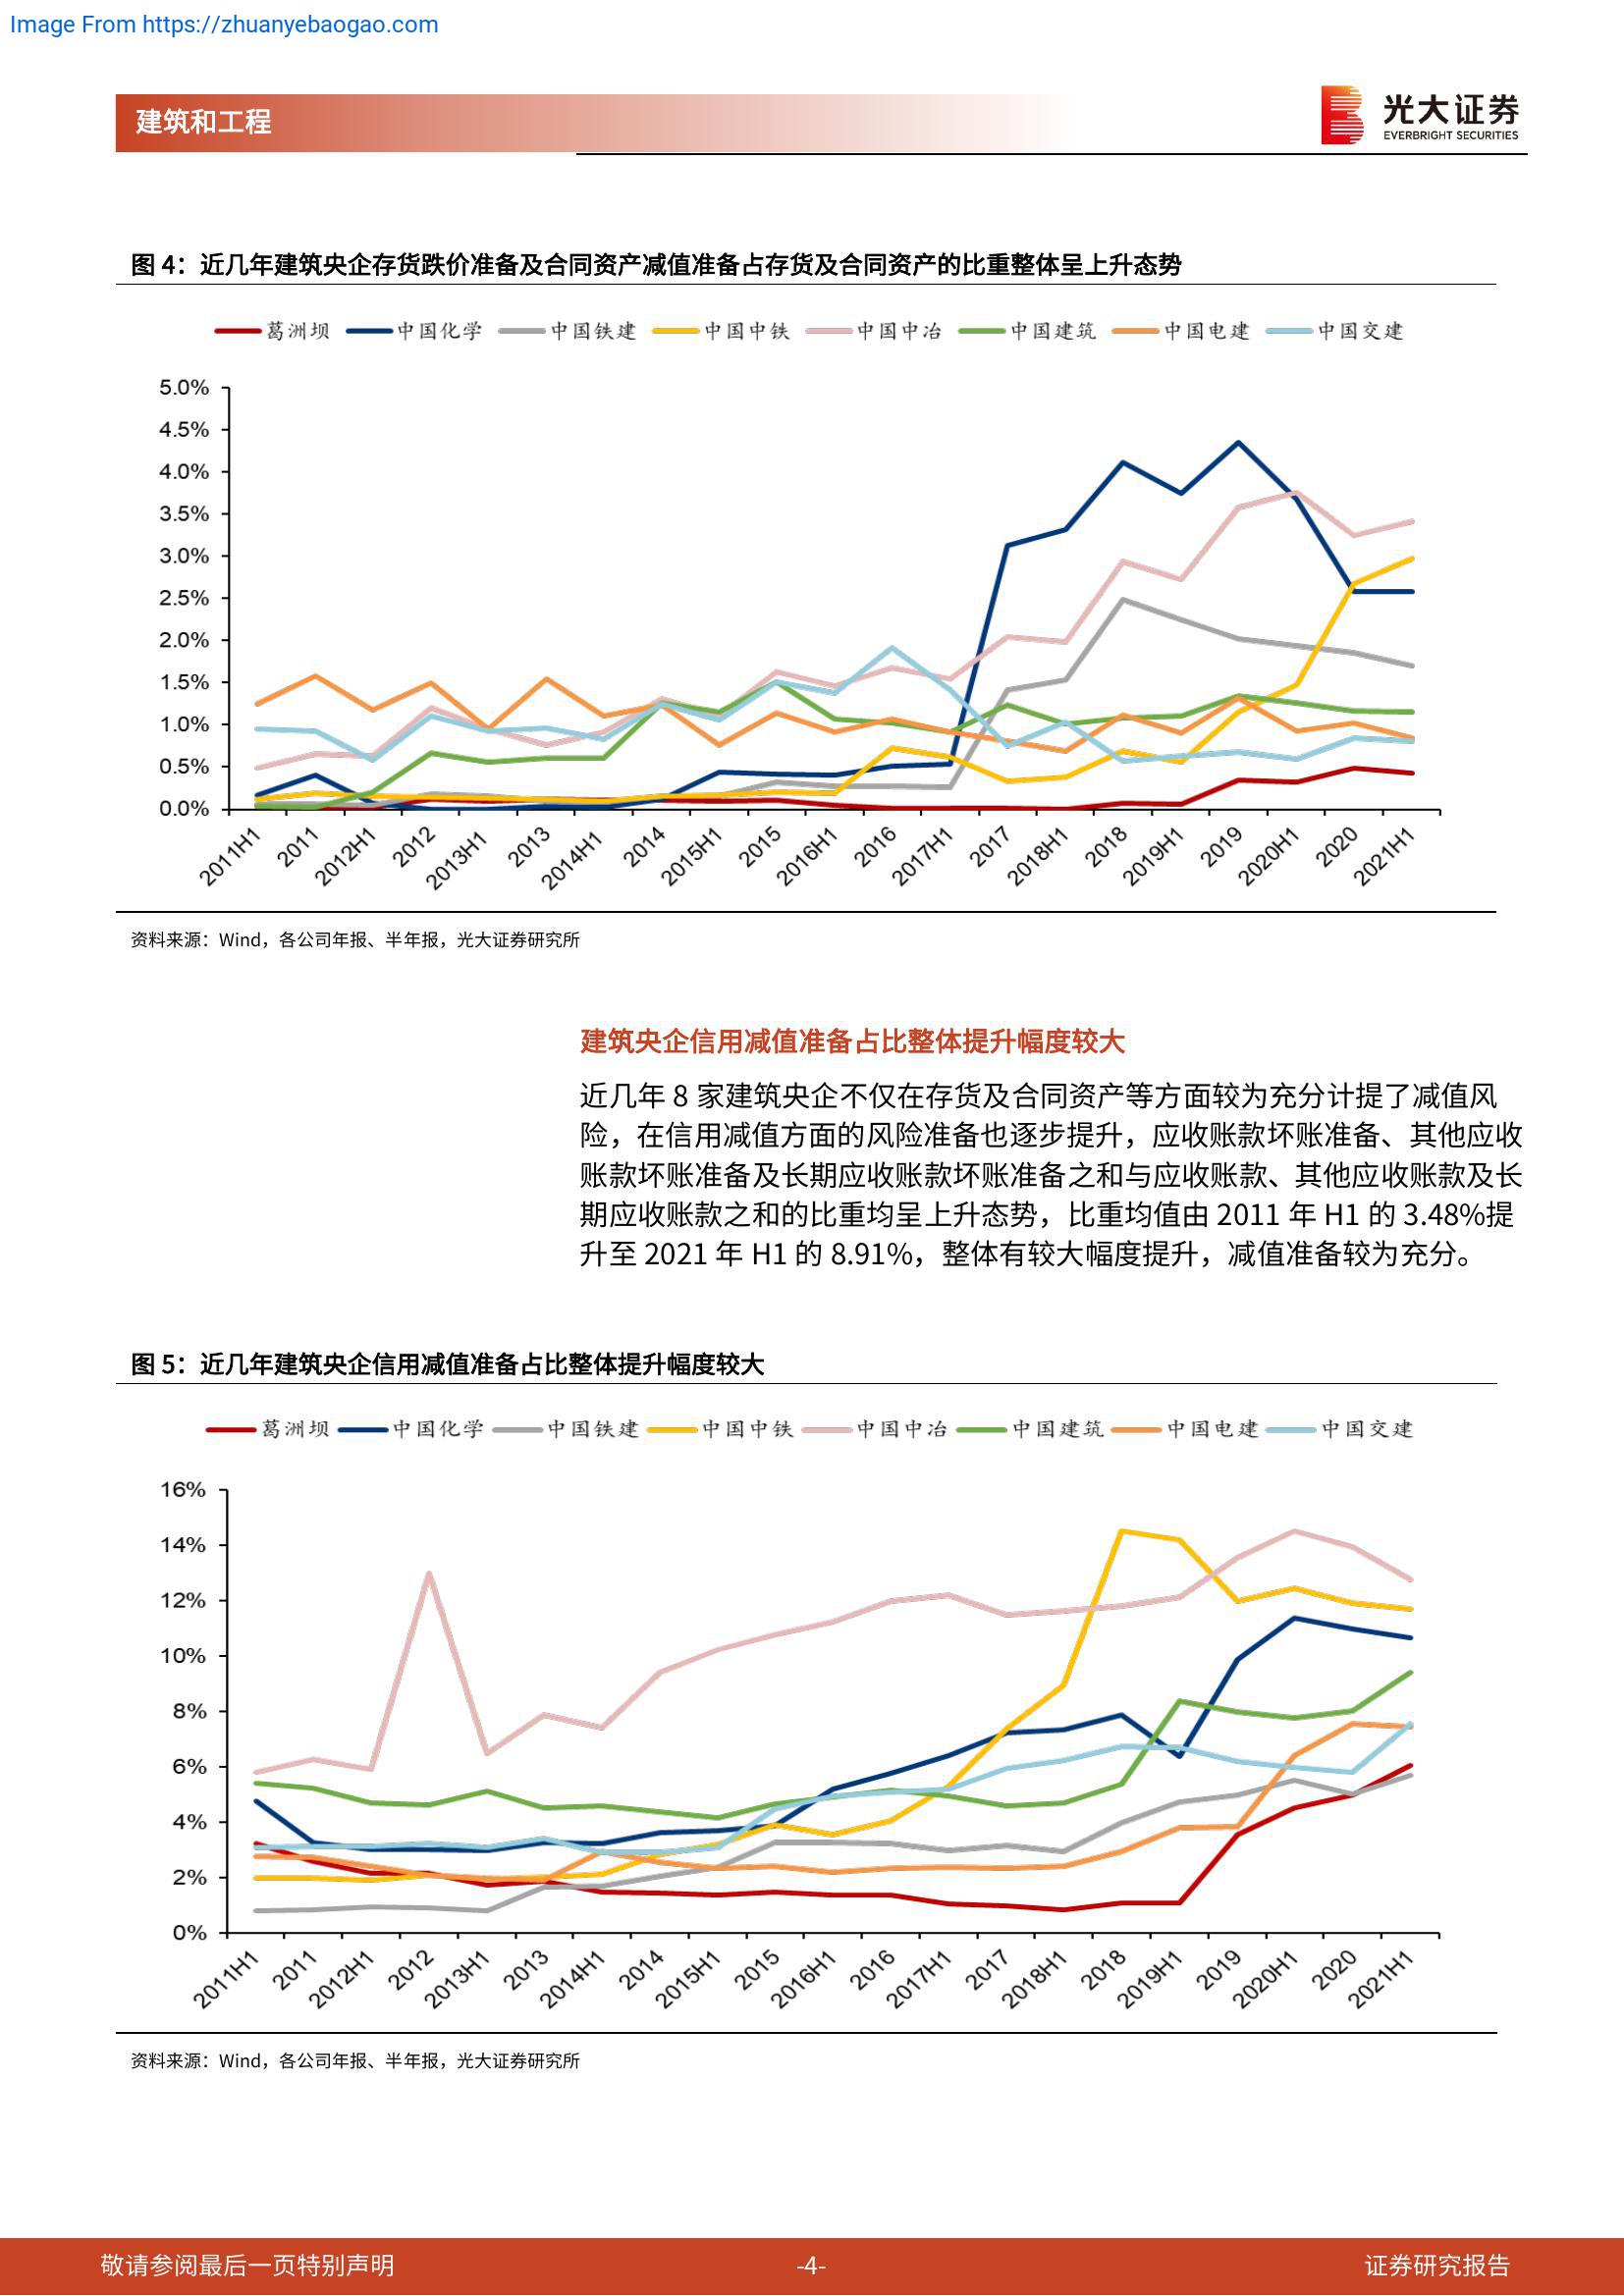 Image From https://zhuanyebaogao.com
建筑和工程
光大证券
EVERBRIGHT SECURITIES
图 4：近几年建筑央企存货跌价准备及合同资产减值准备占存货及合同资产的比重整体呈上升态势
葛洲坝 中国化学 中国铁建 中国中铁 中国中冶 中国建筑 中国电建 中国交建
5.0%
4.5%
4.0%
3.5%
3.0%
2.5%
2.0%
1.5%
1.0%
0.5%
0.0%
2011H1 2011 2012H1 2012 2013H1 2013 2014H1 2014 2015H1 2015 2016H1 2016 2017H1 2017 2018H1 2018 2019H1 2019 2020H1 2020 2021H1
资料来源：Wind，各公司年报、半年报，光大证券研究所
建筑央企信用减值准备占比整体提升幅度较大
近几年 8 家建筑央企不仅在存货及合同资产等方面较为充分计提了减值风
险，在信用减值方面的风险准备也逐步提升，应收账款坏账准备、其他应收
账款坏账准备及长期应收账款坏账准备之和与应收账款、其他应收账款及长
期应收账款之和的比重均呈上升态势，比重均值由 2011 年 H1 的 3.48%提
升至 2021 年 H1 的 8.91%，整体有较大幅度提升，减值准备较为充分。
图 5：近几年建筑央企信用减值准备占比整体提升幅度较大
葛洲坝 中国化学 中国铁建 中国中铁 中国中冶 中国建筑 中国电建 中国交建
16%
14%
12%
10%
8%
6%
4%
2%
0%
2011H1 2011 2012H1 2012 2013H1 2013 2014H1 2014 2015H1 2015 2016H1 2016 2017H1 2017 2018H1 2018 2019H1 2019 2020H1 2020 2021H1
资料来源：Wind，各公司年报、半年报，光大证券研究所
敬请参阅最后一页特别声明 -4- 证券研究报告